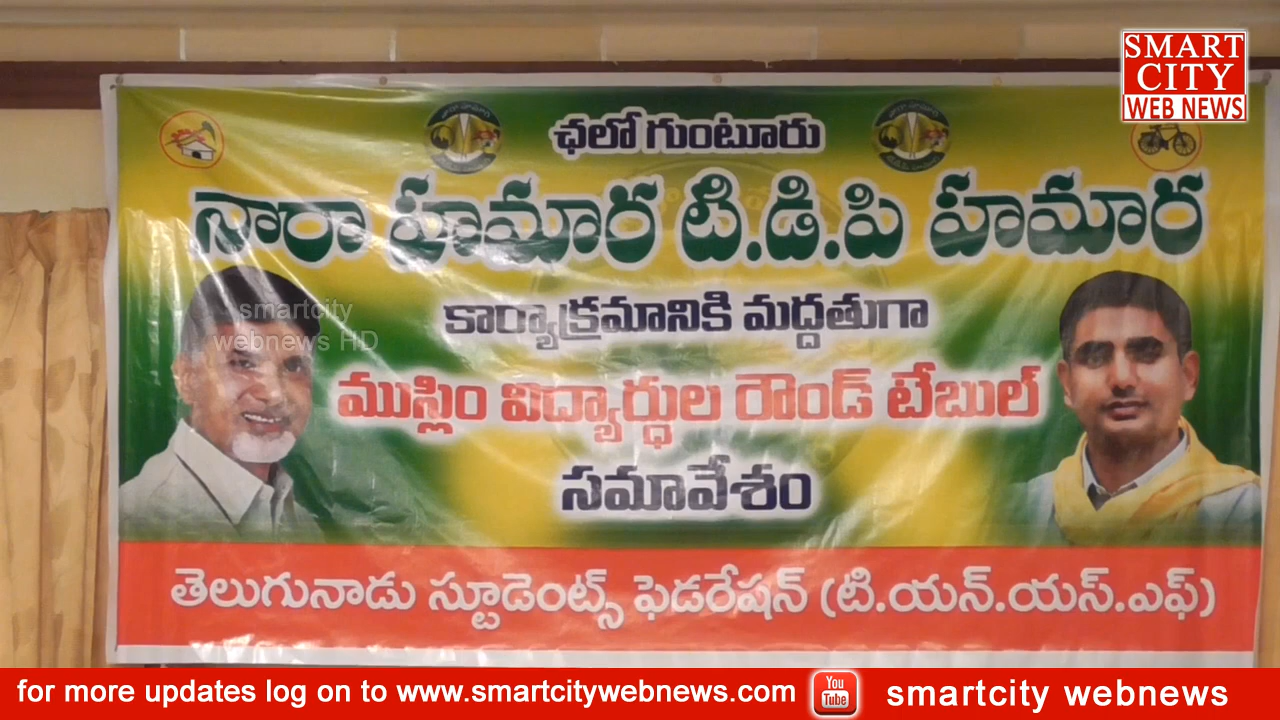 SMART
CITY
WEB NEWS
ఛలో గుంటూరు
నారా హమార టి.డి.పి హమార
కార్యక్రమానికి మద్దతుగా
smartcity
webnews HD
ముస్లిం విద్యార్ధుల రౌండ్ టేబుల్
సమావేశం
తెలుగునాడు స్టూడెంట్స్ ఫెడరేషన్ (టి.యన్.యస్.ఎఫ్)
for more updates log on to www.smartcitywebnews.com You Tube smartcity webnews